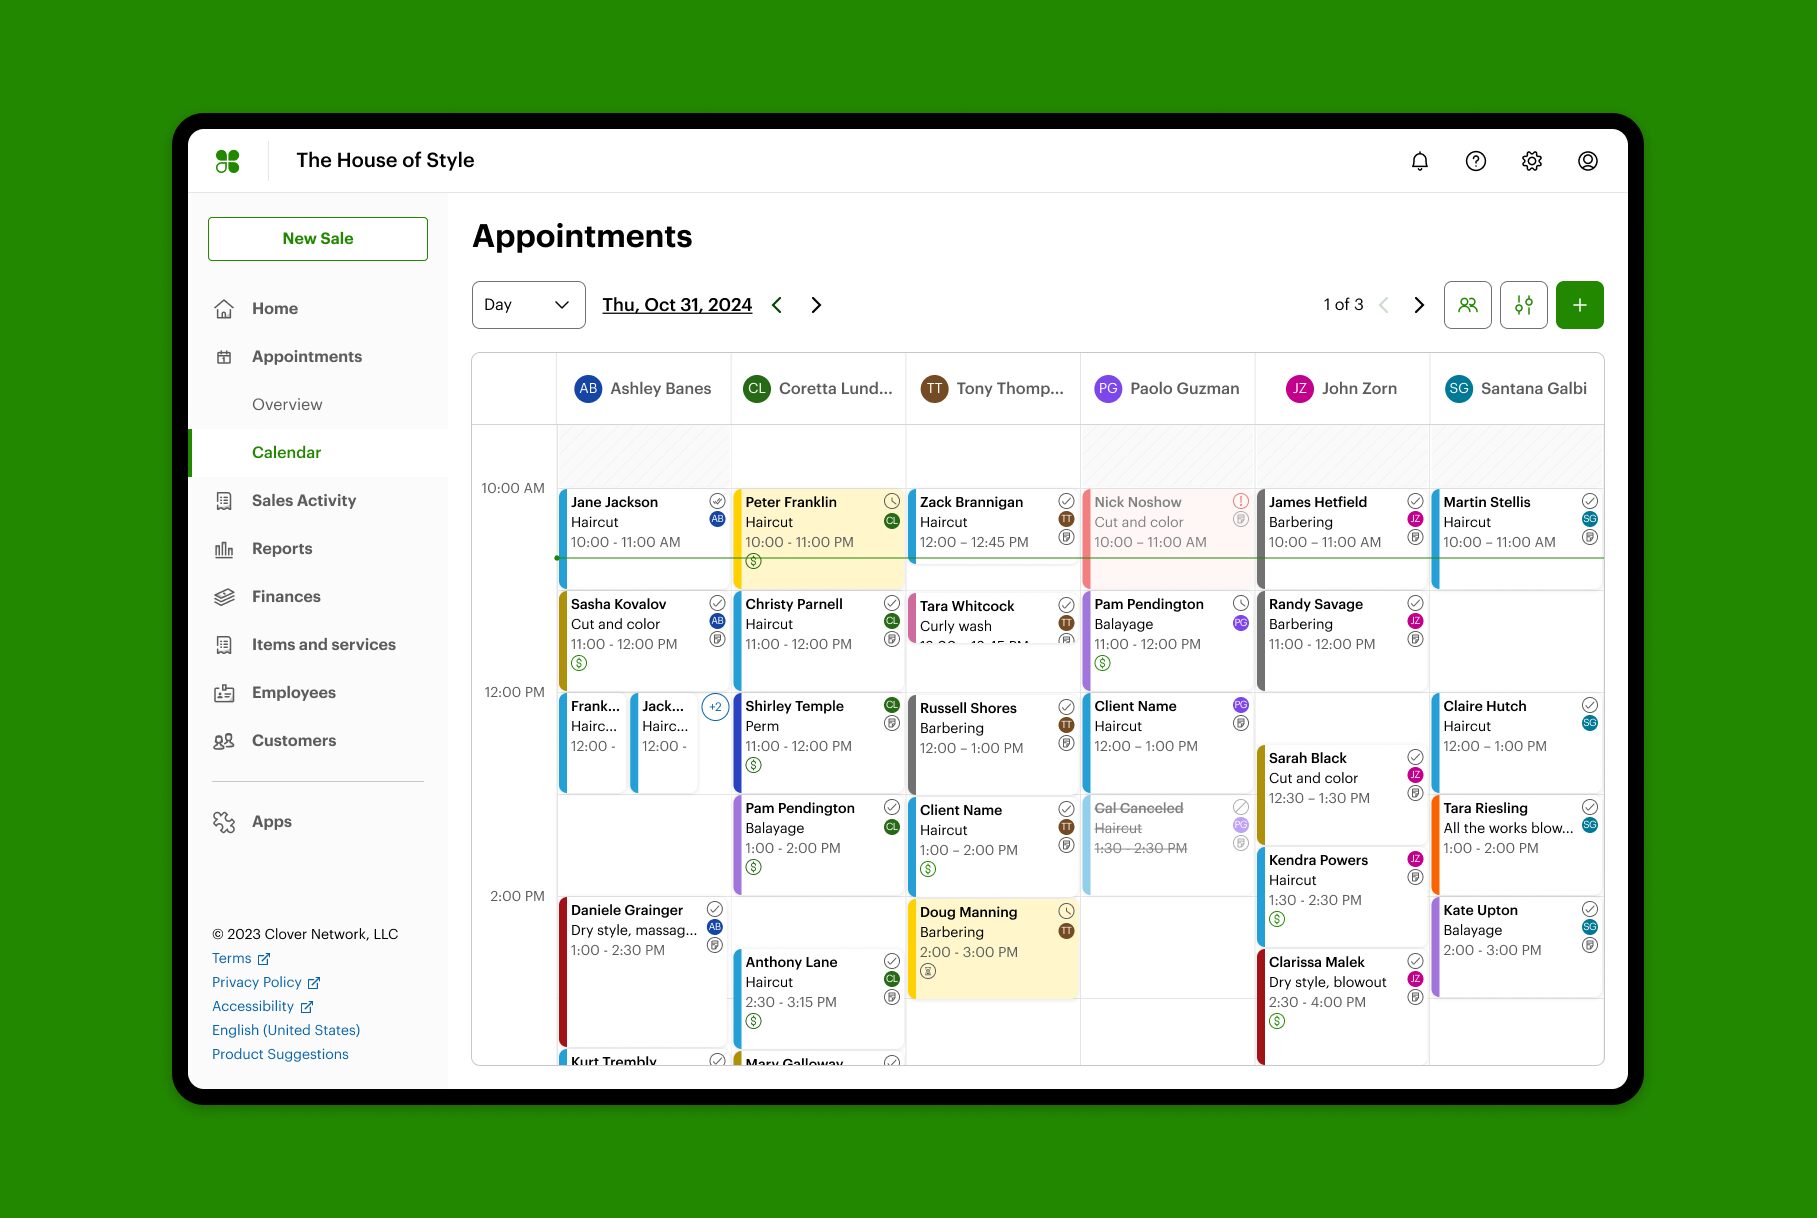 The House of Style
New Sale
Home
Appointments
Overview
Calendar
Sales Activity
Reports
Finances
Items and services
Employees
Customers
Apps
© 2023 Clover Network, LLC
Terms
Privacy Policy
Accessibility
English (United States)
Product Suggestions
Appointments
Day
Thu, Oct 31, 2024
1 of 3
AB Ashley Banes
CL Coretta Lund...
TT Tony Thomp...
PG Paolo Guzman
JZ John Zorn
SG Santana Galbi
10:00 AM
12:00 PM
2:00 PM
Jane Jackson
AB
Haircut
10:00 - 11:00 AM
Sasha Kovalov
AB
Cut and color
11:00 - 12:00 PM
$
Frank...
Hairc...
12:00 -
Jack...
Hairc...
12:00 -
+2
Daniele Grainger
AB
Dry style, massag...
1:00 - 2:30 PM
Kurt Trembly
Peter Franklin
CL
Haircut
10:00 - 11:00 PM
$
Christy Parnell
CL
Haircut
11:00 - 12:00 PM
Shirley Temple
CL
Perm
11:00 - 12:00 PM
$
Pam Pendington
CL
Balayage
1:00 - 2:00 PM
$
Anthony Lane
CL
Haircut
2:30 - 3:15 PM
$
Mary Galloway
Zack Brannigan
TT
Haircut
12:00 – 12:45 PM
Tara Whitcock
TT
Curly wash
Russell Shores
TT
Barbering
12:00 – 1:00 PM
Client Name
TT
Haircut
1:00 – 2:00 PM
$
Doug Manning
TT
Barbering
2:00 - 3:00 PM
Nick Noshow
Cut and color
10:00 – 11:00 AM
Pam Pendington
PG
Balayage
11:00 - 12:00 PM
$
Client Name
PG
Haircut
12:00 – 1:00 PM
Cal Canceled
PG
Haircut
1:30 - 2:30 PM
James Hetfield
JZ
Barbering
10:00 – 11:00 AM
Randy Savage
JZ
Barbering
11:00 - 12:00 PM
Sarah Black
JZ
Cut and color
12:30 – 1:30 PM
Kendra Powers
JZ
Haircut
1:30 - 2:30 PM
$
Clarissa Malek
JZ
Dry style, blowout
2:30 - 4:00 PM
$
Martin Stellis
SG
Haircut
10:00 – 11:00 AM
Claire Hutch
SG
Haircut
12:00 – 1:00 PM
Tara Riesling
SG
All the works blow...
1:00 - 2:00 PM
Kate Upton
SG
Balayage
2:00 - 3:00 PM